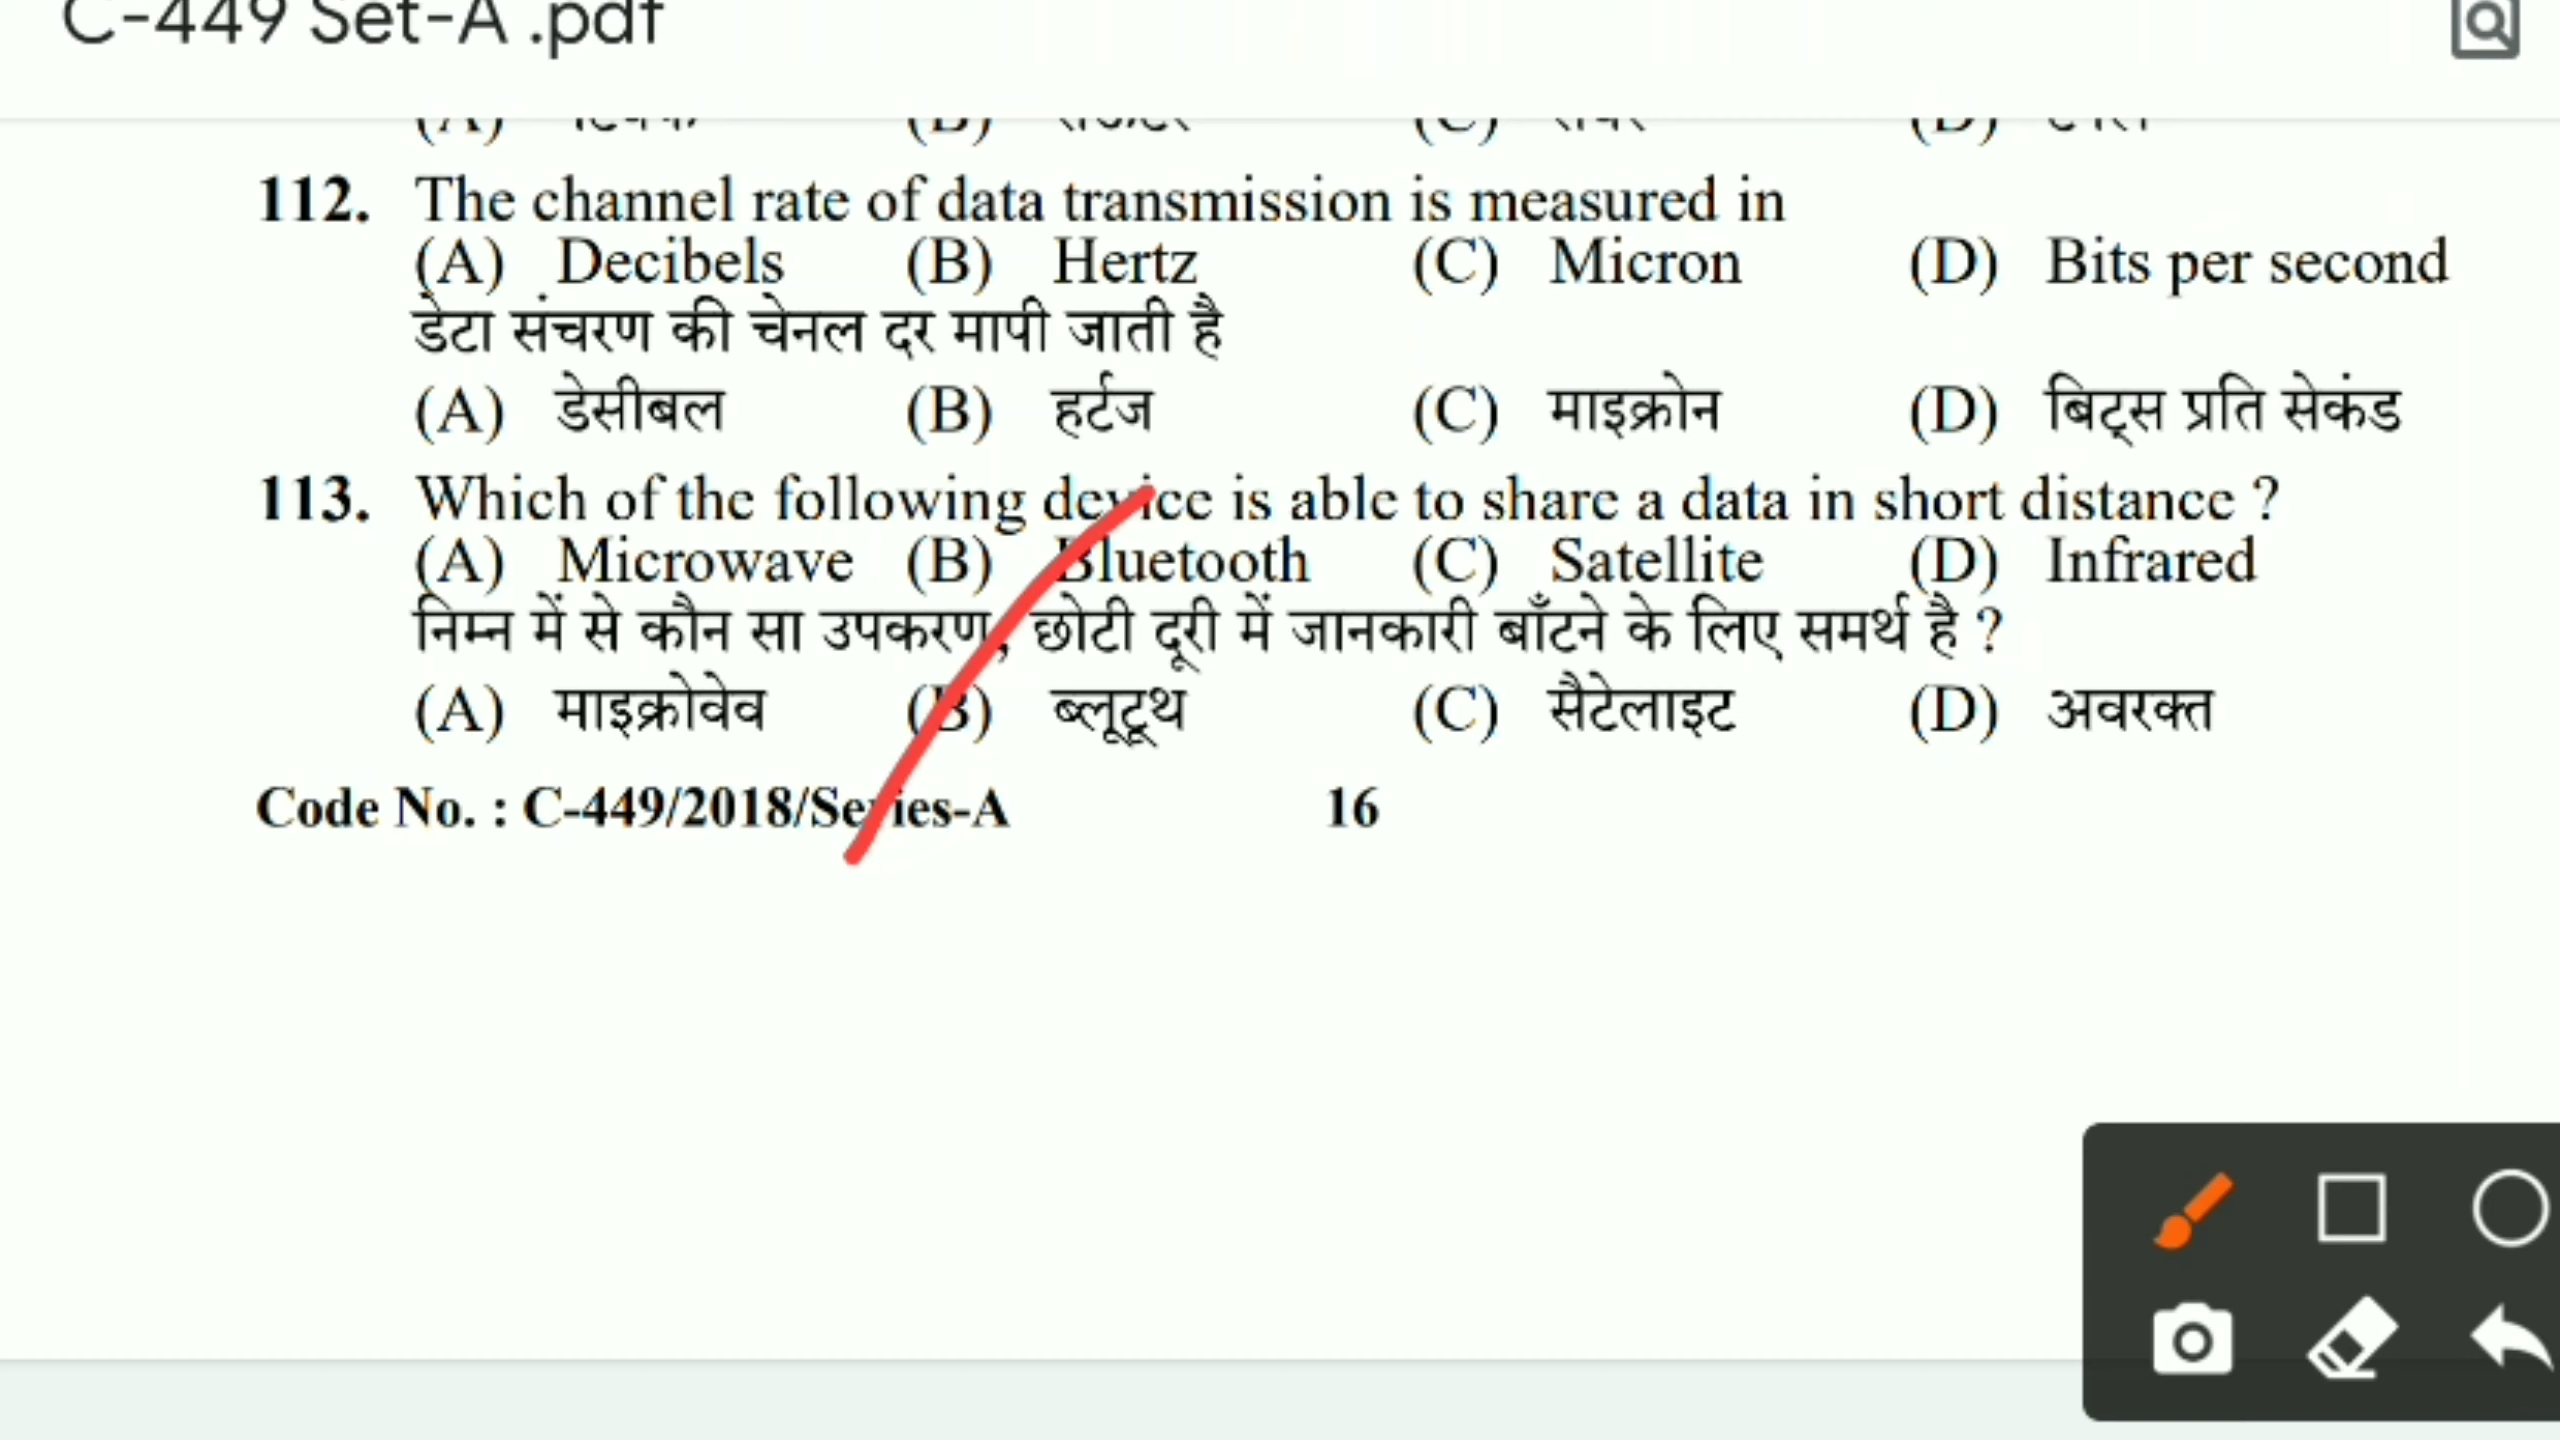 C-449 Set-A .pdf
(A) (B) (C) (D)
112. The channel rate of data transmission is measured in
(A) Decibels (B) Hertz (C) Micron (D) Bits per second
डेटा संचरण की चेनल दर मापी जाती है
(A) डेसीबल (B) हर्टज (C) माइक्रोन (D) बिट्स प्रति सेकंड
113. Which of the following device is able to share a data in short distance ?
(A) Microwave (B) Bluetooth (C) Satellite (D) Infrared
निम्न में से कौन सा उपकरण, छोटी दूरी में जानकारी बाँटने के लिए समर्थ है ?
(A) माइक्रोवेव (B) ब्लूटूथ (C) सैटेलाइट (D) अवरक्त
Code No. : C-449/2018/Series-A 16